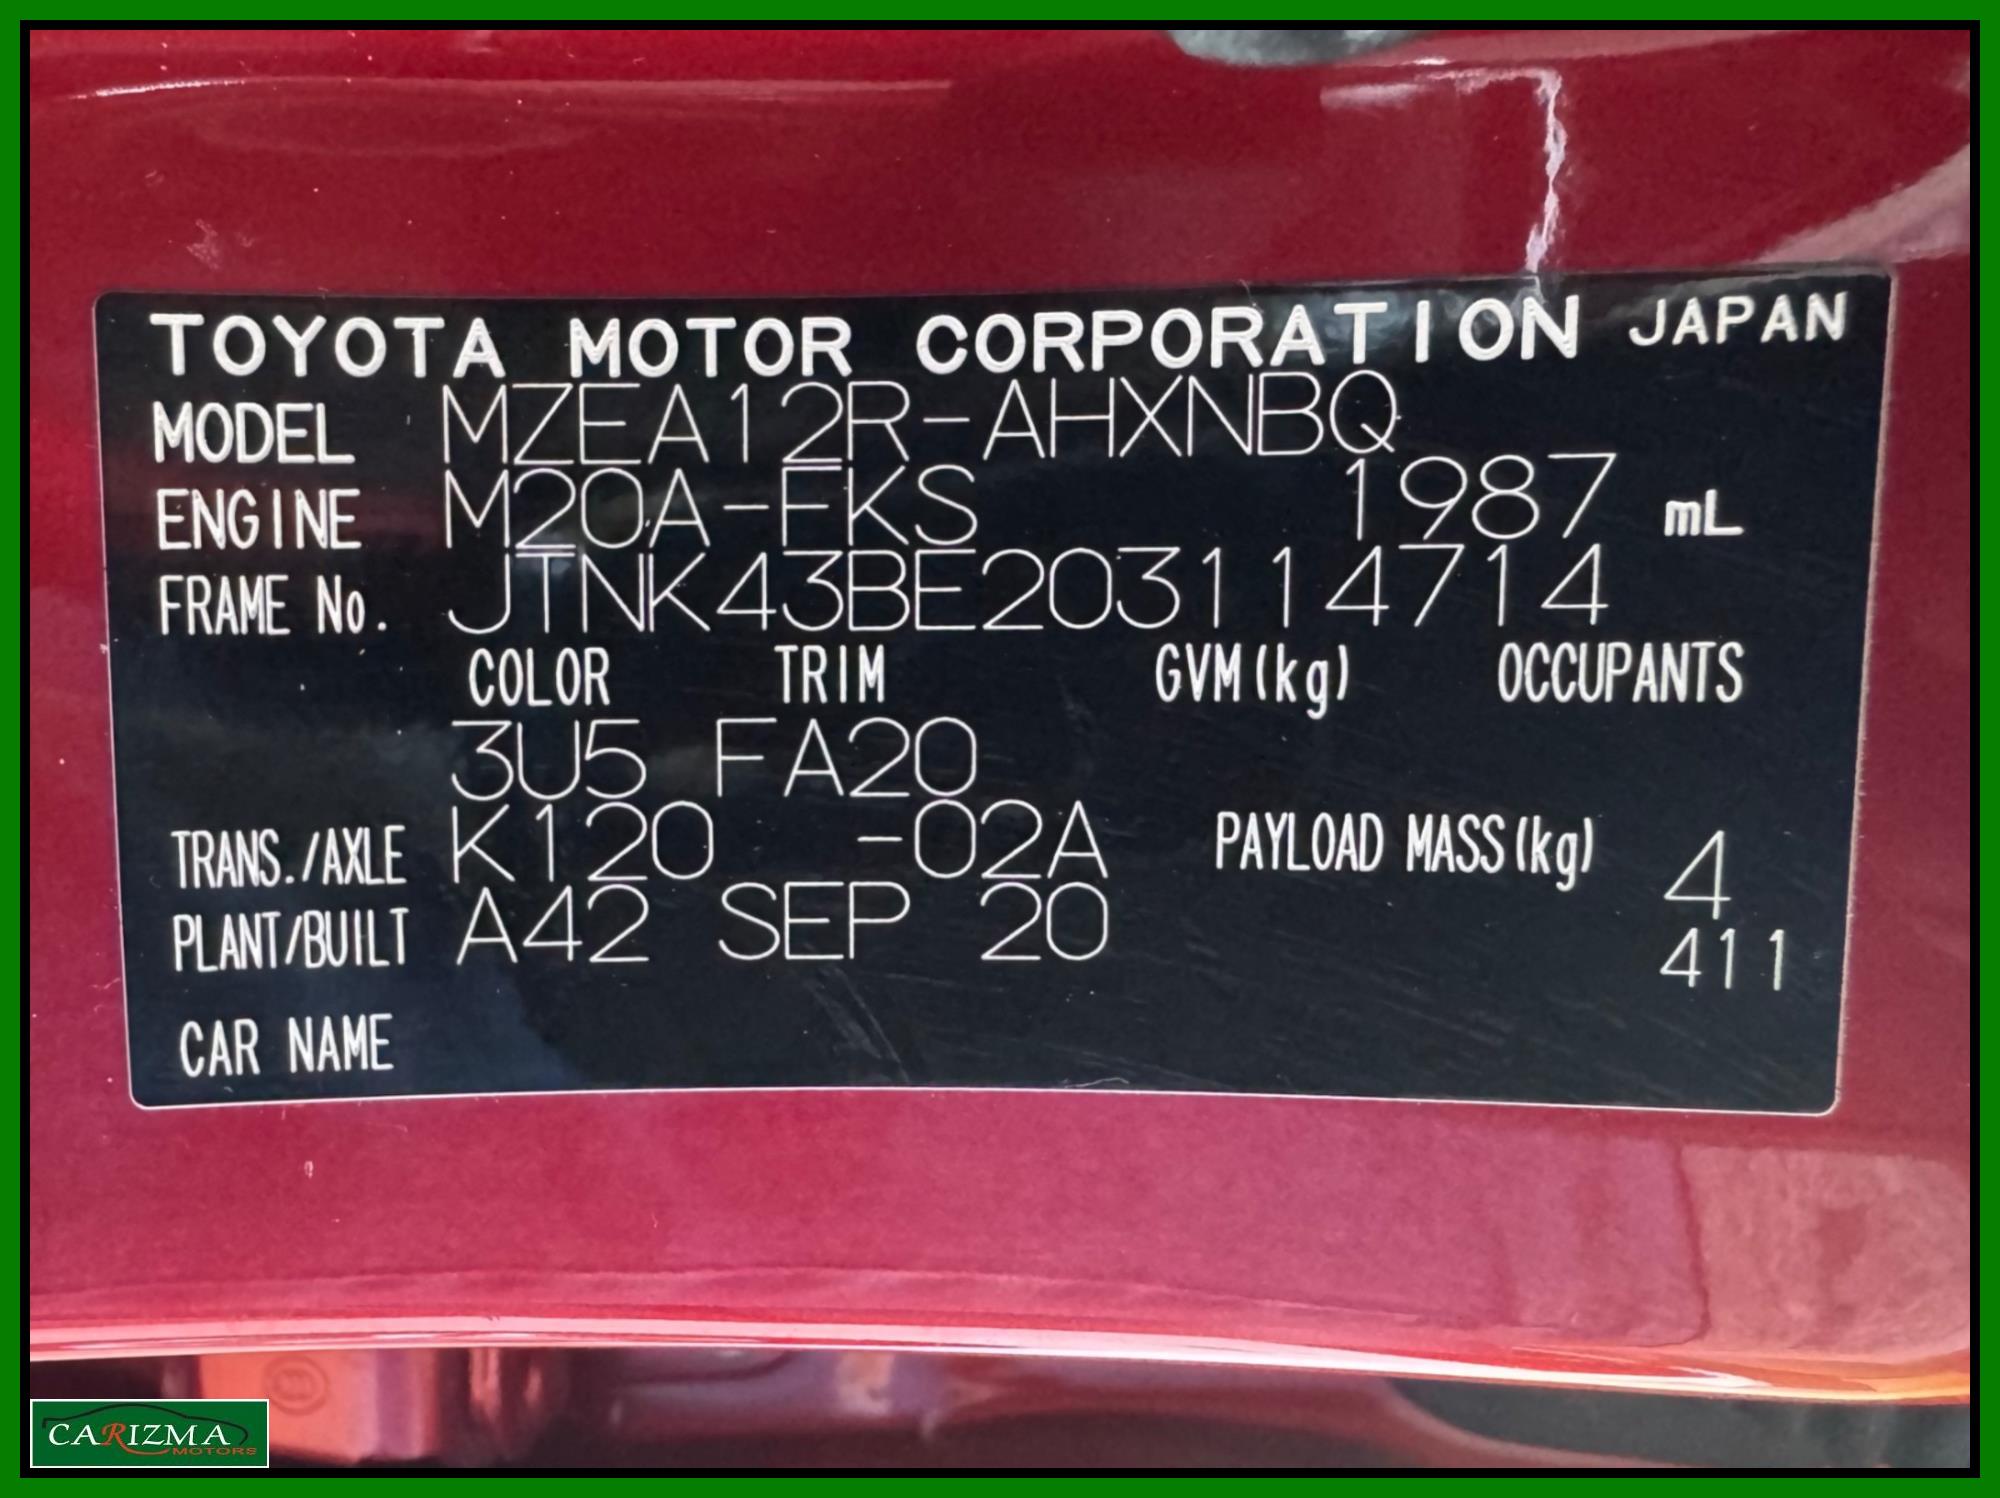 TOYOTA MOTOR CORPORATION JAPAN
MODEL MZEA12R-AHXNBQ
ENGINE M20A-FKS 1987 mL
FRAME No. JTNK43BE203114714
COLOR TRIM GVM(kg) OCCUPANTS
3U5 FA20
TRANS./AXLE K120 -02A PAYLOAD MASS(kg) 4
PLANT/BUILT A42 SEP 20 411
CAR NAME
CARIZMA
MOTORS